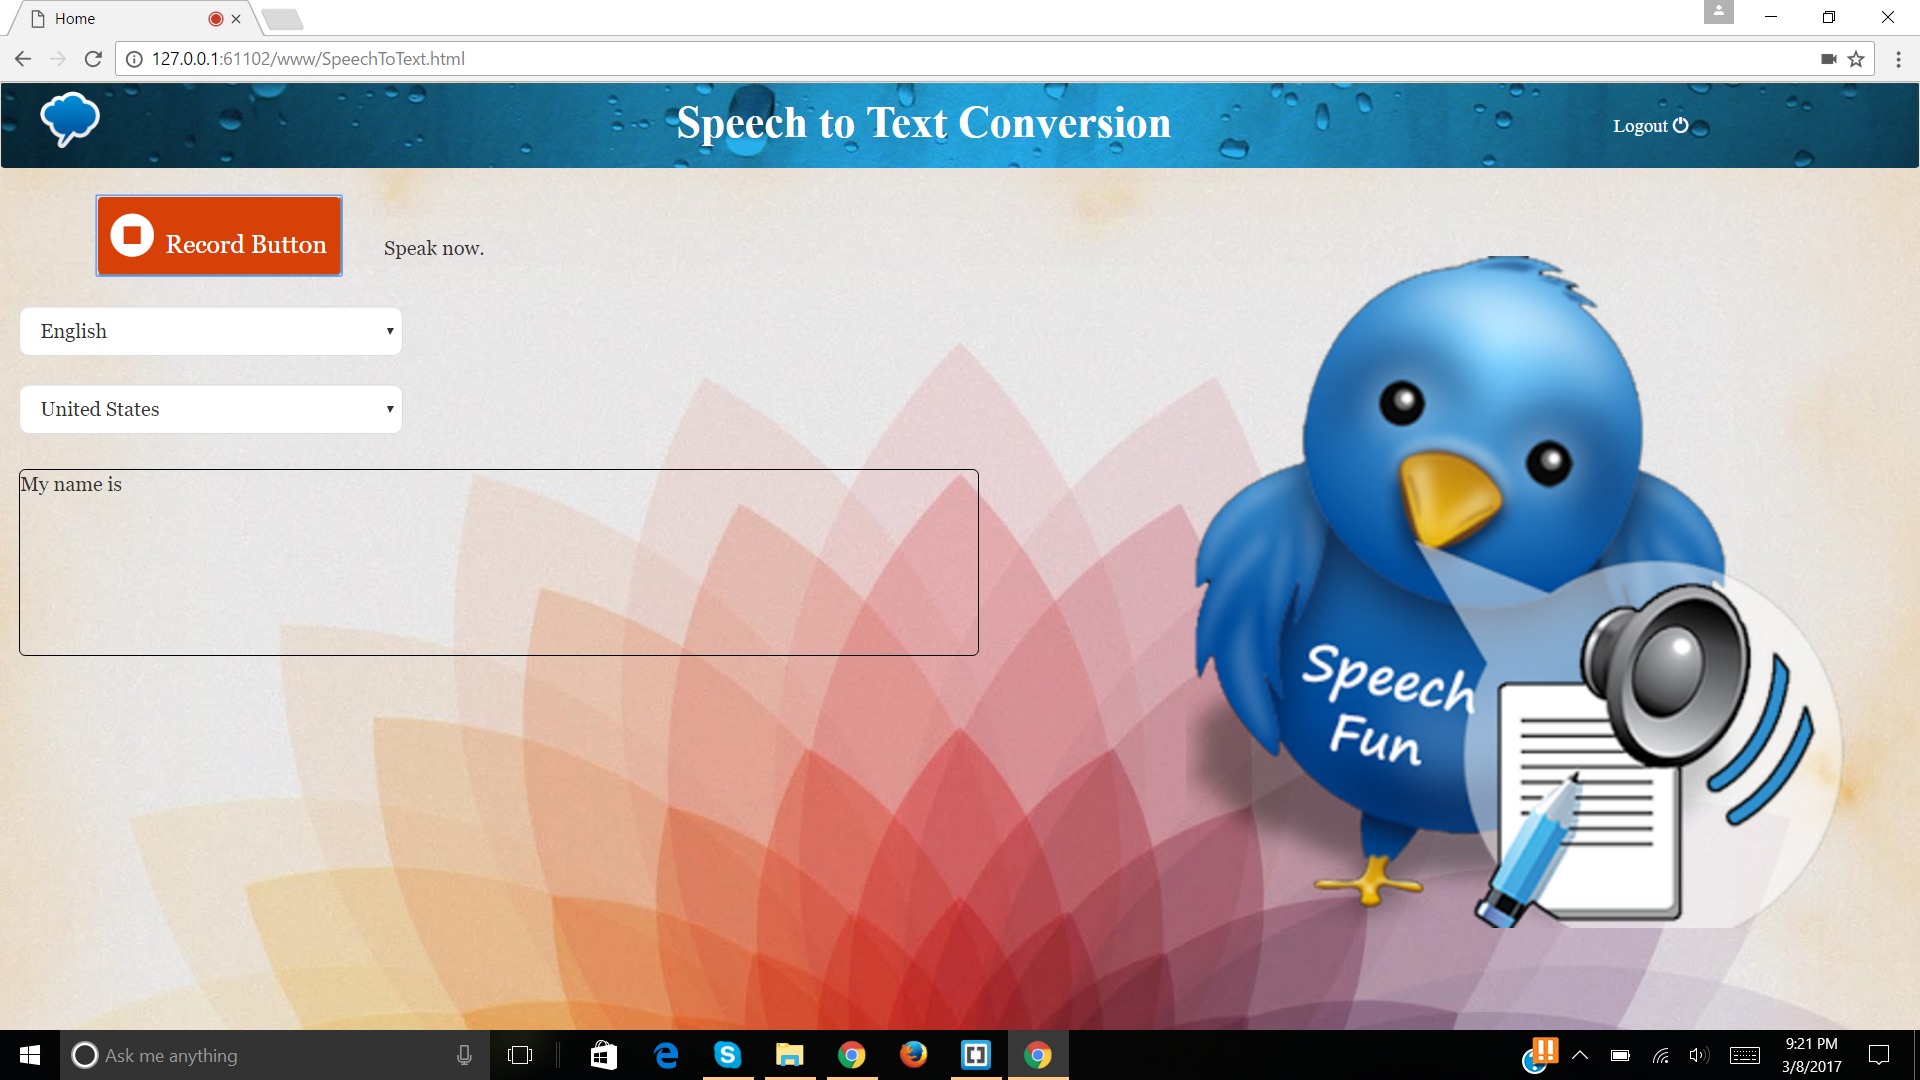 Home
127.0.0.1:61102/www/SpeechToText.html
Speech to Text Conversion
Logout
Record Button
Speak now.
English
United States
My name is
Speech
Fun
Ask me anything
9:21 PM
3/8/2017